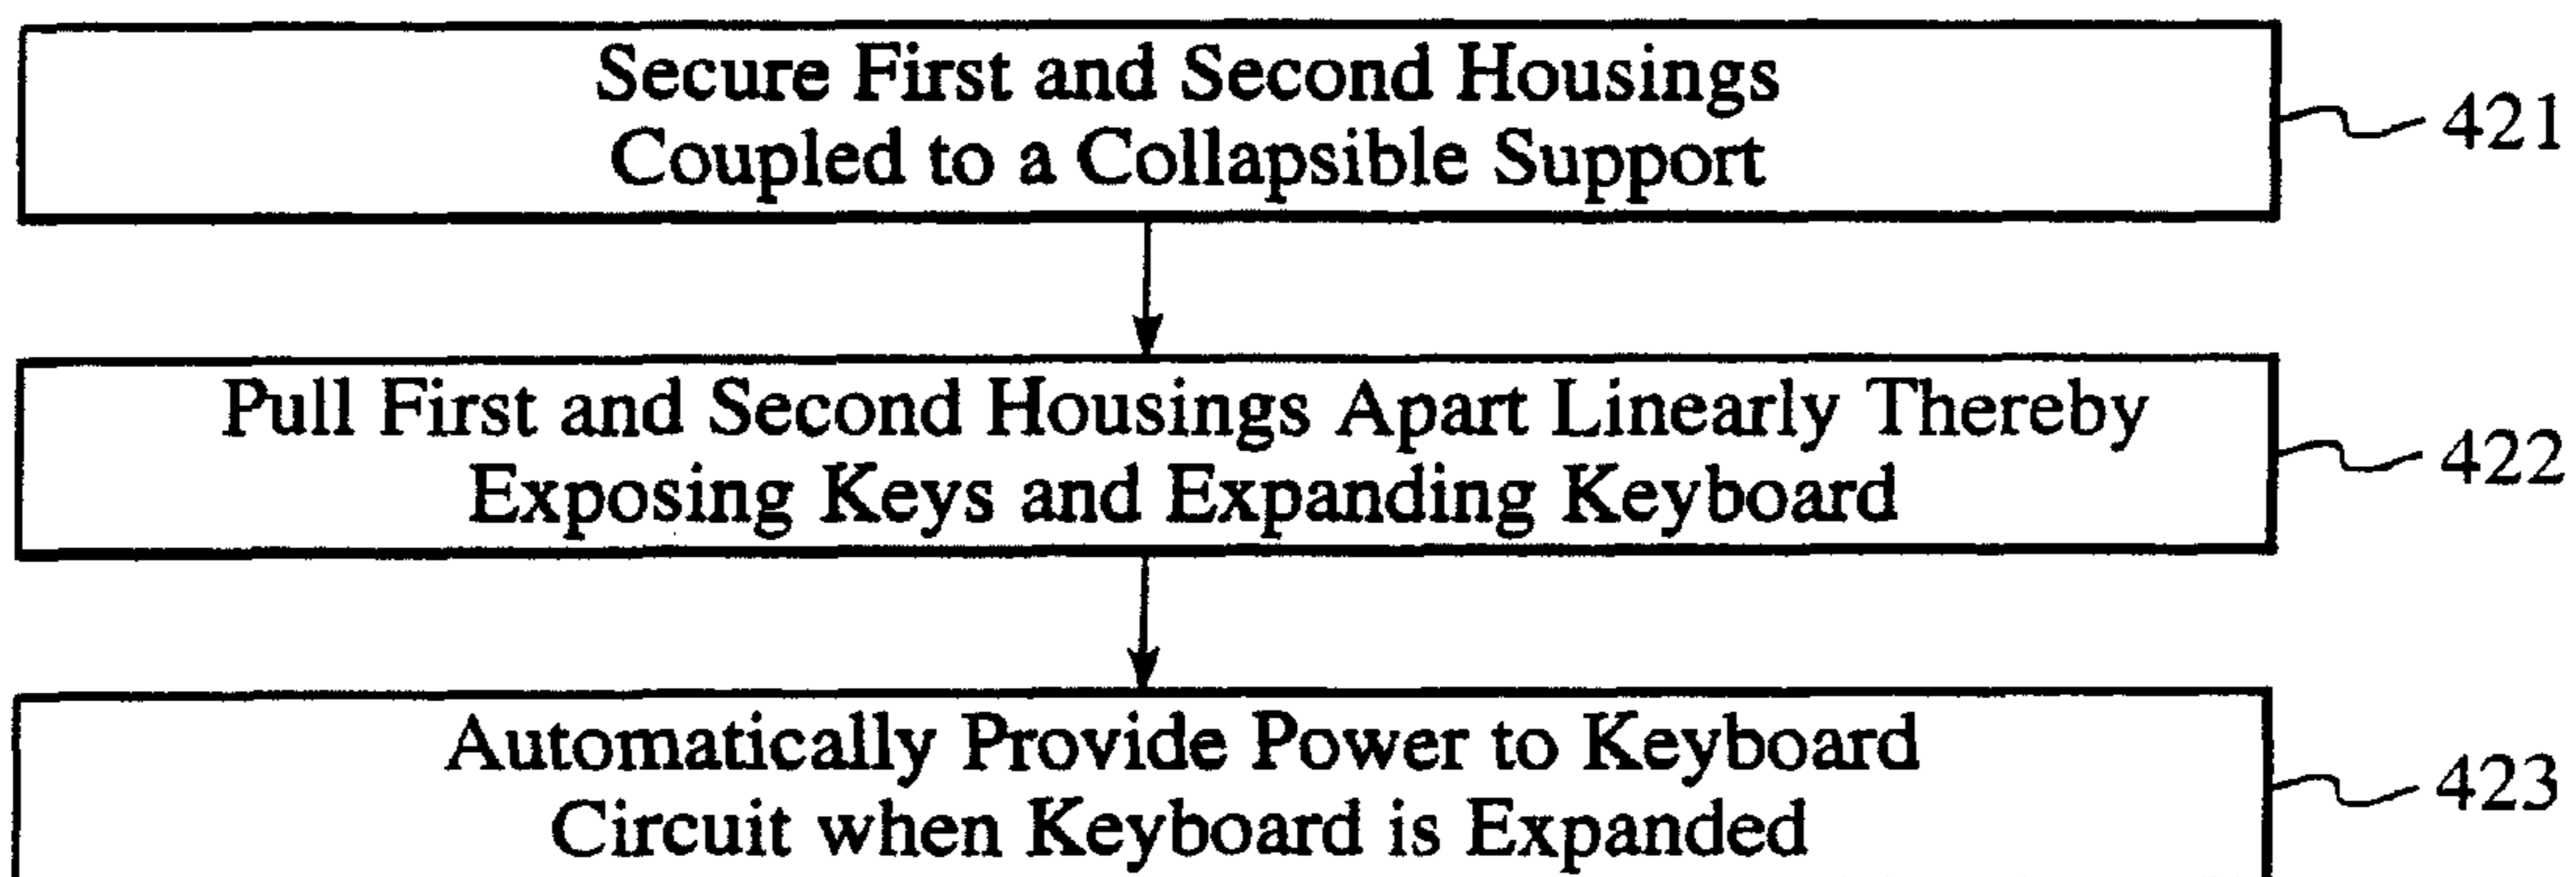 Secure First and Second Housings
Coupled to a Collapsible Support
421
Pull First and Second Housings Apart Linearly Thereby
Exposing Keys and Expanding Keyboard
422
Automatically Provide Power to Keyboard
Circuit when Keyboard is Expanded
423